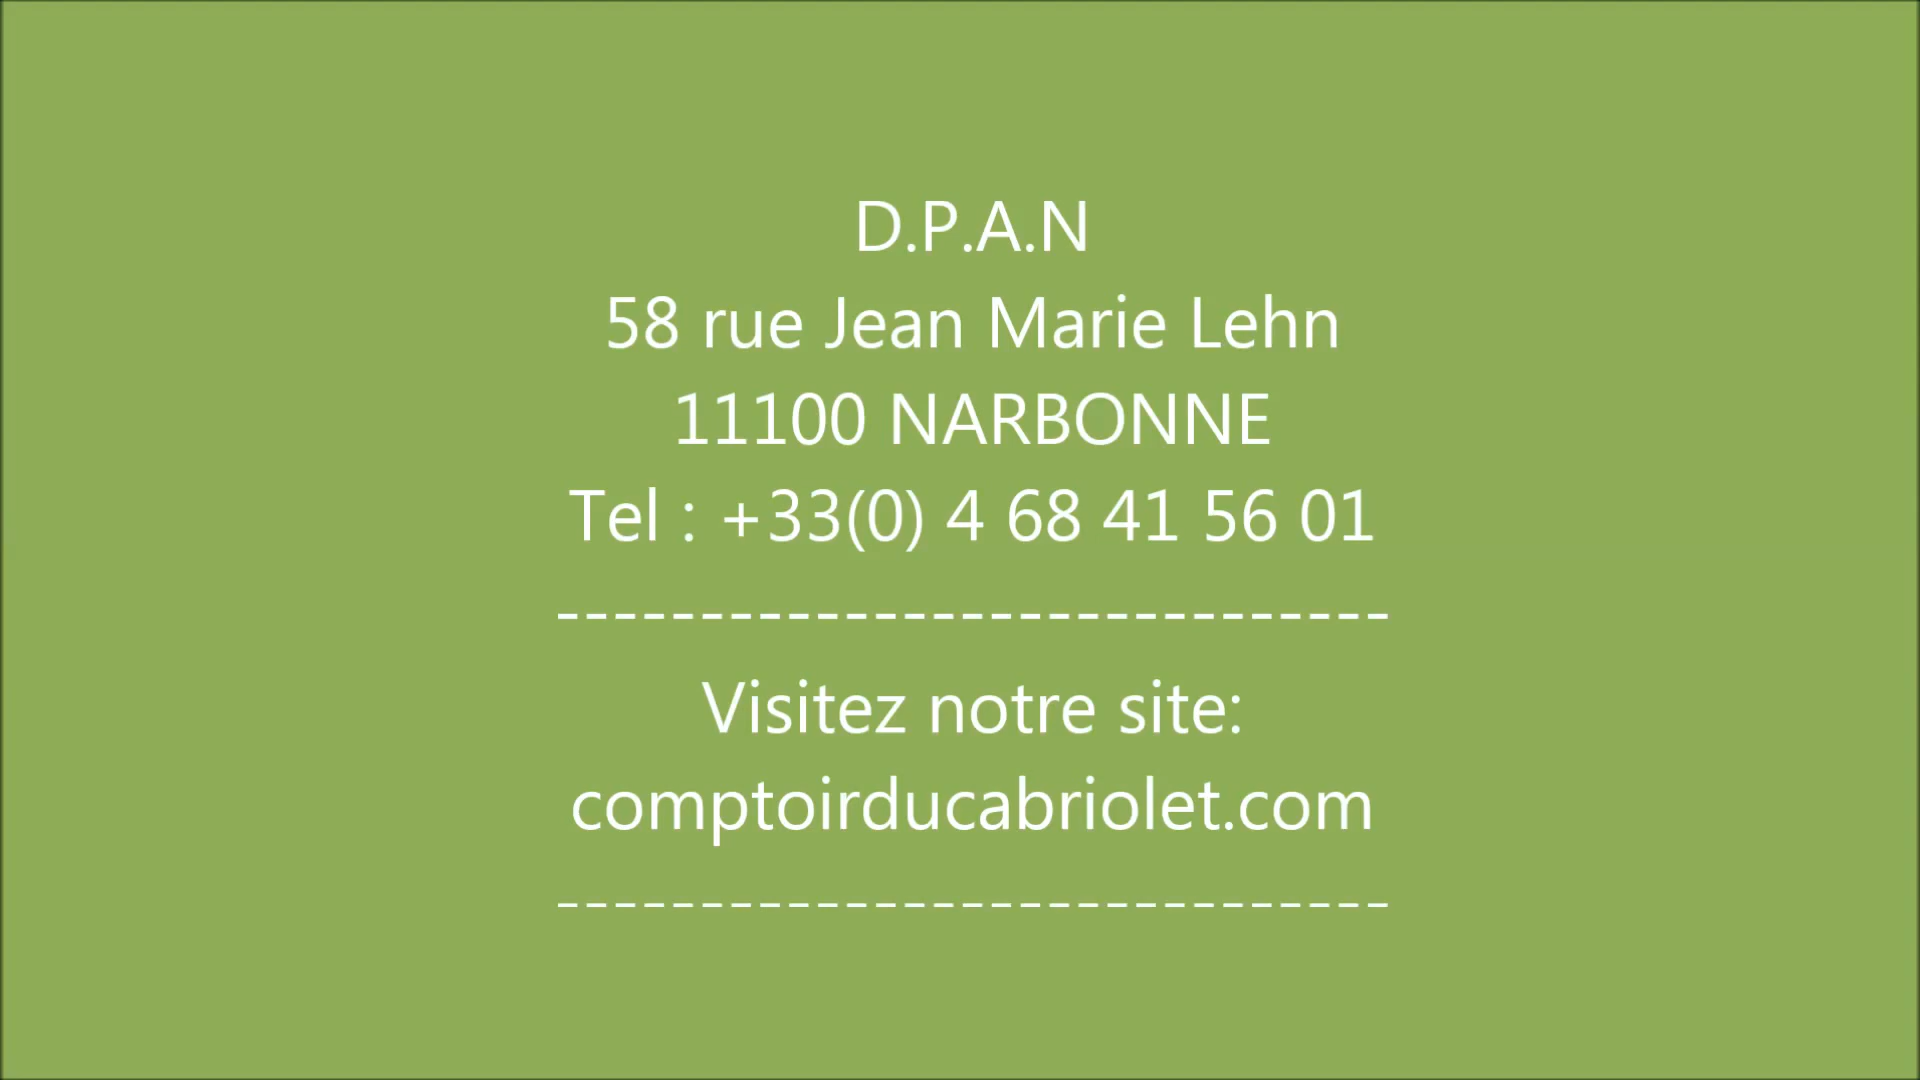 D.P.A.N
58 rue Jean Marie Lehn
11100 NARBONNE
Tel : +33(0) 4 68 41 56 01
-----------------------------
Visitez notre site:
comptoirducabriolet.com
-----------------------------